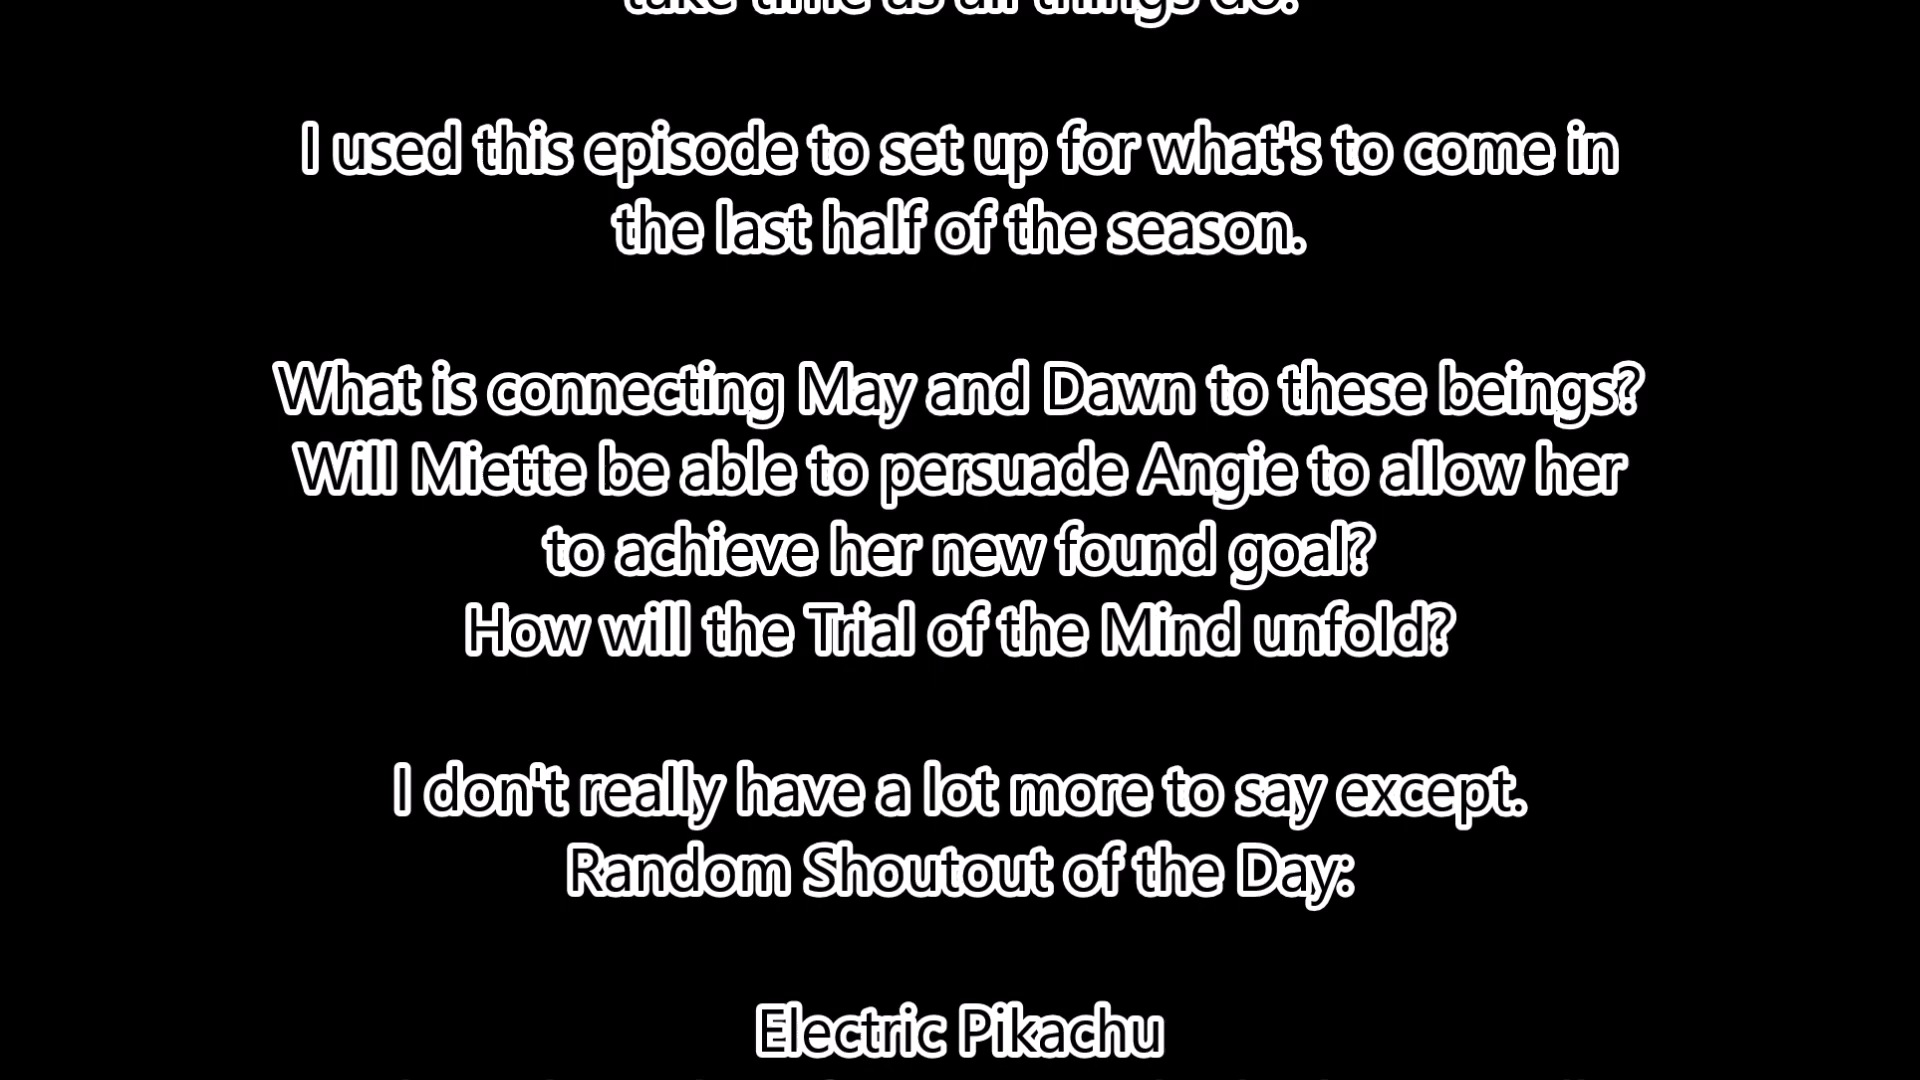 take time as all things do.
I used this episode to set up for what's to come in
the last half of the season.
What is connecting May and Dawn to these beings?
Will Miette be able to persuade Angie to allow her
to achieve her new found goal?
How will the Trial of the Mind unfold?
I don't really have a lot more to say except.
Random Shoutout of the Day:
Electric Pikachu